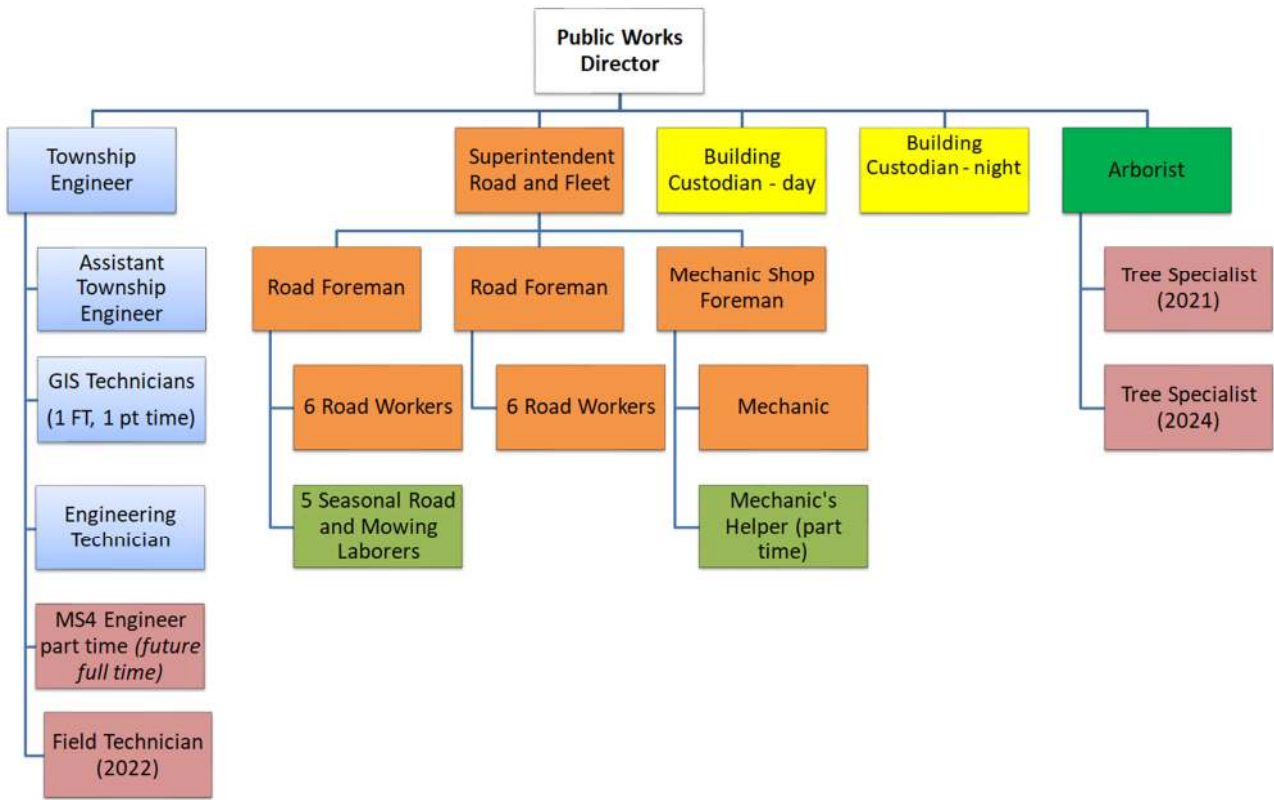 Public Works
Director
Township
Engineer
Superintendent
Road and Fleet
Building
Custodian - day
Building
Custodian - night
Arborist
Assistant
Township
Engineer
GIS Technicians
(1 FT, 1 pt time)
Engineering
Technician
MS4 Engineer
part time (future
full time)
Field Technician
(2022)
Road Foreman
6 Road Workers
5 Seasonal Road
and Mowing
Laborers
Road Foreman
6 Road Workers
Mechanic Shop
Foreman
Mechanic
Mechanic's
Helper (part
time)
Tree Specialist
(2021)
Tree Specialist
(2024)